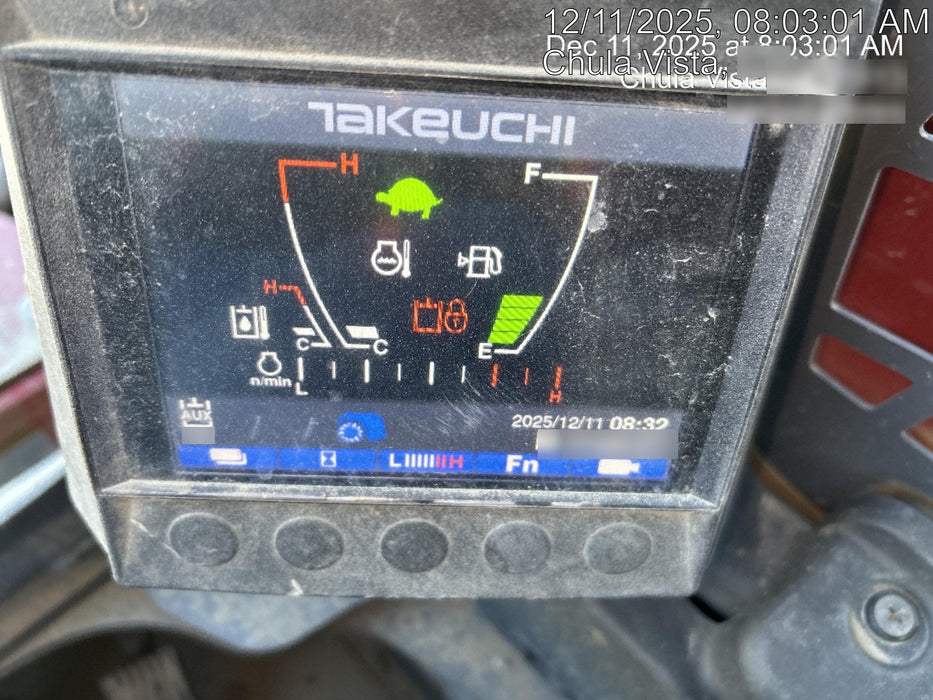 12/11/2025, 08:03:01 AM
Dec 11, 2025 at 8:03:01 AM
Chula Vista,
Chula Vista
TAKEUCHI
H
F
H
C
C
E
n/min
L
H
AUX
2025/12/11 08:32
L H
Fn